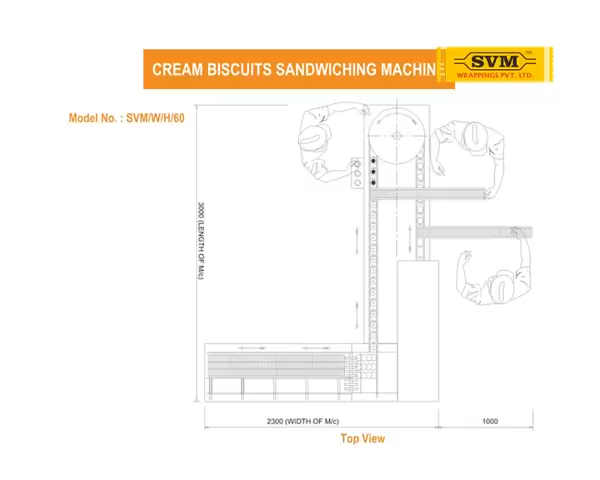 CREAM BISCUITS SANDWICHING MACHIN
SVM
WRAPPINGS PVT. LTD.
Model No. : SVM/W/H/60
3000 (LENGTH OF M/c)
2300 (WIDTH OF M/c)
1000
Top View